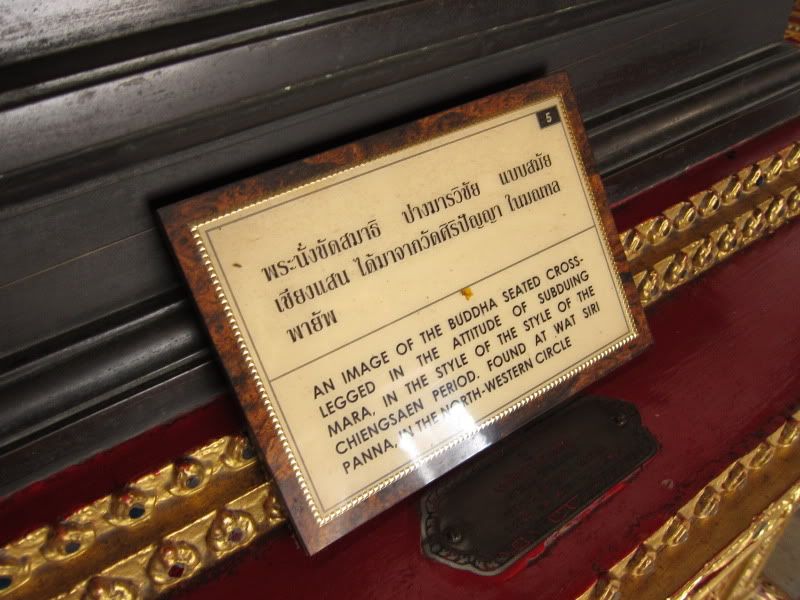 5
พระนั่งขัดสมาธิ ปางมารวิชัย แบบสมัย
เชียงแสน ได้มาจากวัดศิริปัญญา ในมณฑล
พายัพ
AN IMAGE OF THE BUDDHA SEATED CROSS-
LEGGED IN THE ATTITUDE OF SUBDUING
MARA, IN THE STYLE OF THE STYLE OF THE
CHIENGSAEN PERIOD. FOUND AT WAT SIRI
PANNA, IN THE NORTH-WESTERN CIRCLE